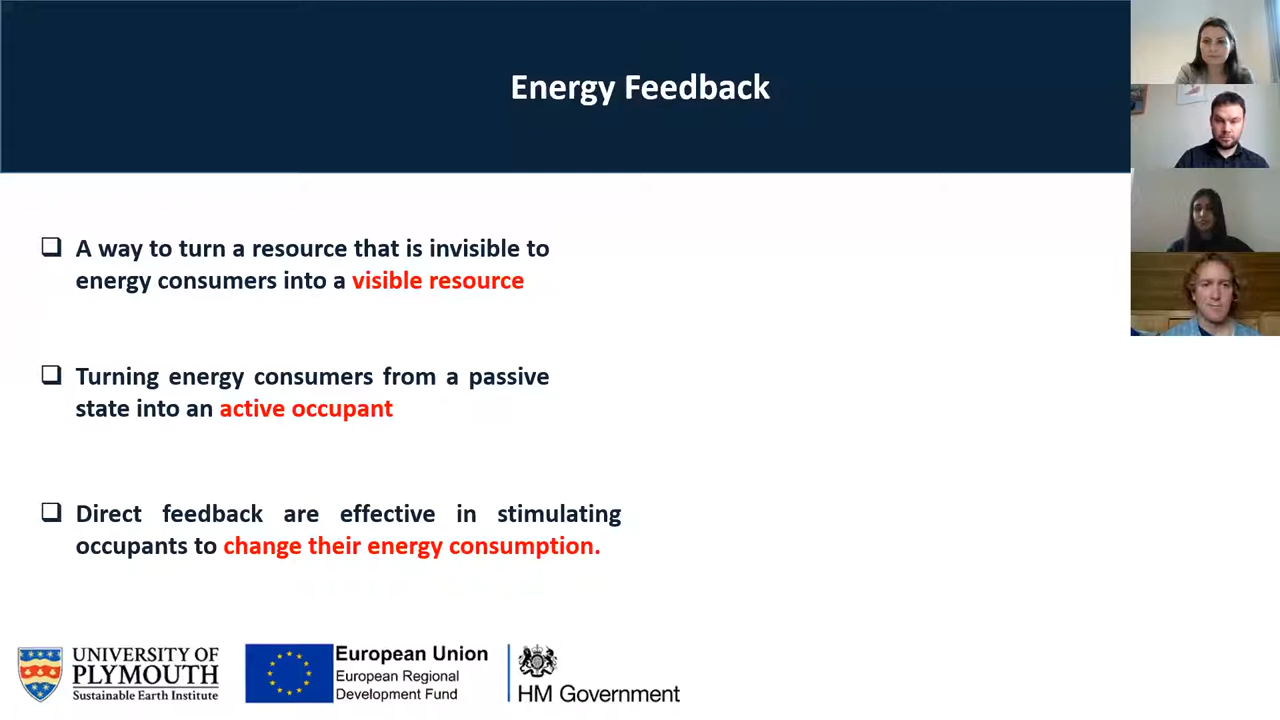 Energy Feedback
❑ A way to turn a resource that is invisible to
energy consumers into a visible resource
❑ Turning energy consumers from a passive
state into an active occupant
❑ Direct feedback are effective in stimulating
occupants to change their energy consumption.
UNIVERSITY OF
PLYMOUTH
Sustainable Earth Institute
European Union
European Regional
Development Fund
HM Government